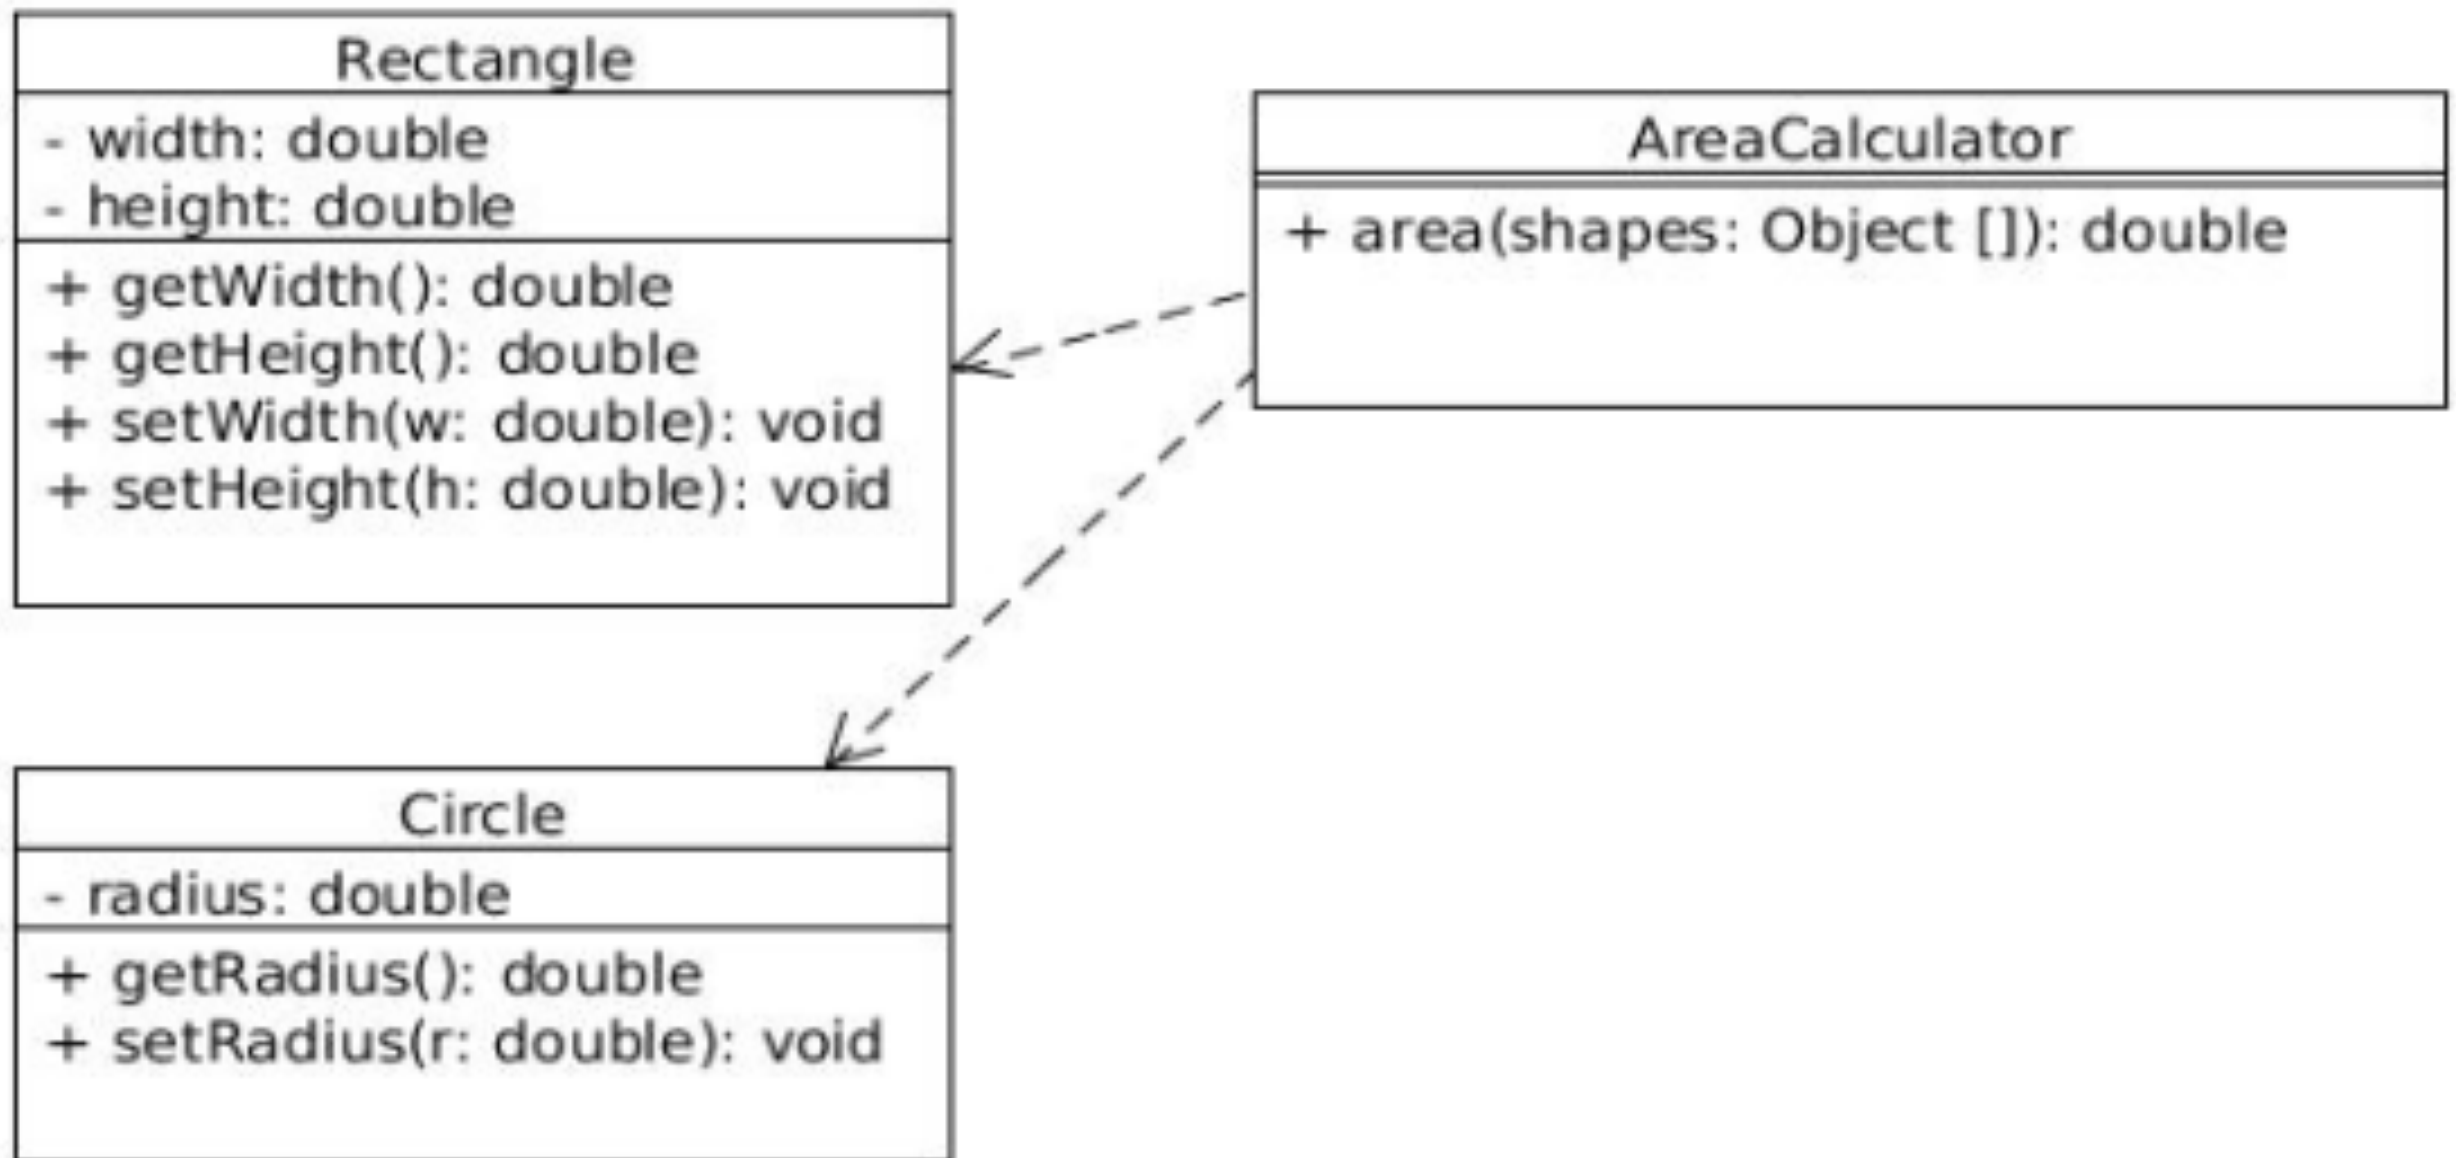 Rectangle
- width: double
- height: double
+ getWidth(): double
+ getHeight(): double
+ setWidth(w: double): void
+ setHeight(h: double): void
AreaCalculator
+ area(shapes: Object []): double
Circle
- radius: double
+ getRadius(): double
+ setRadius(r: double): void